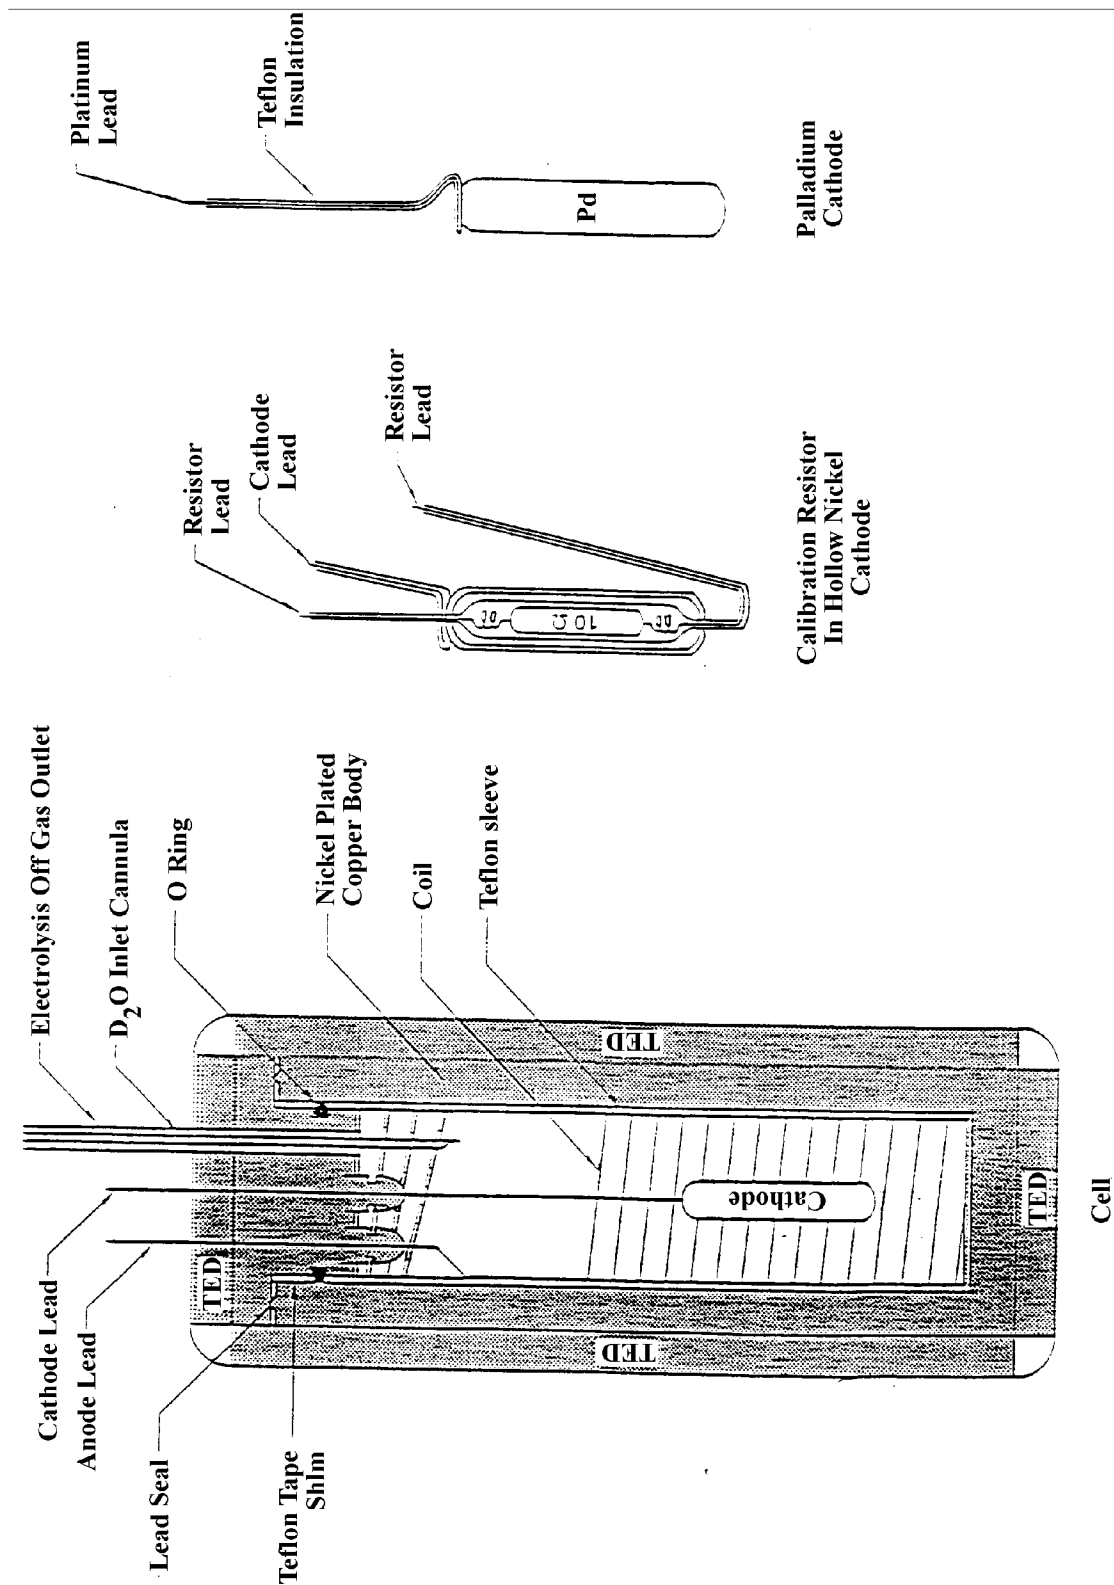 Electrolysis Off Gas Outlet
D2O Inlet Cannula
O Ring
Nickel Plated
Copper Body
Coil
Teflon sleeve
Cathode Lead
Anode Lead
Lead Seal
Teflon Tape
Shlm
TED
TED
TED
TED
Cathode
Cell
Resistor
Lead
Cathode
Lead
Resistor
Lead
10 Ω
Calibration Resistor
In Hollow Nickel
Cathode
Platinum
Lead
Teflon
Insulation
Pd
Palladium
Cathode